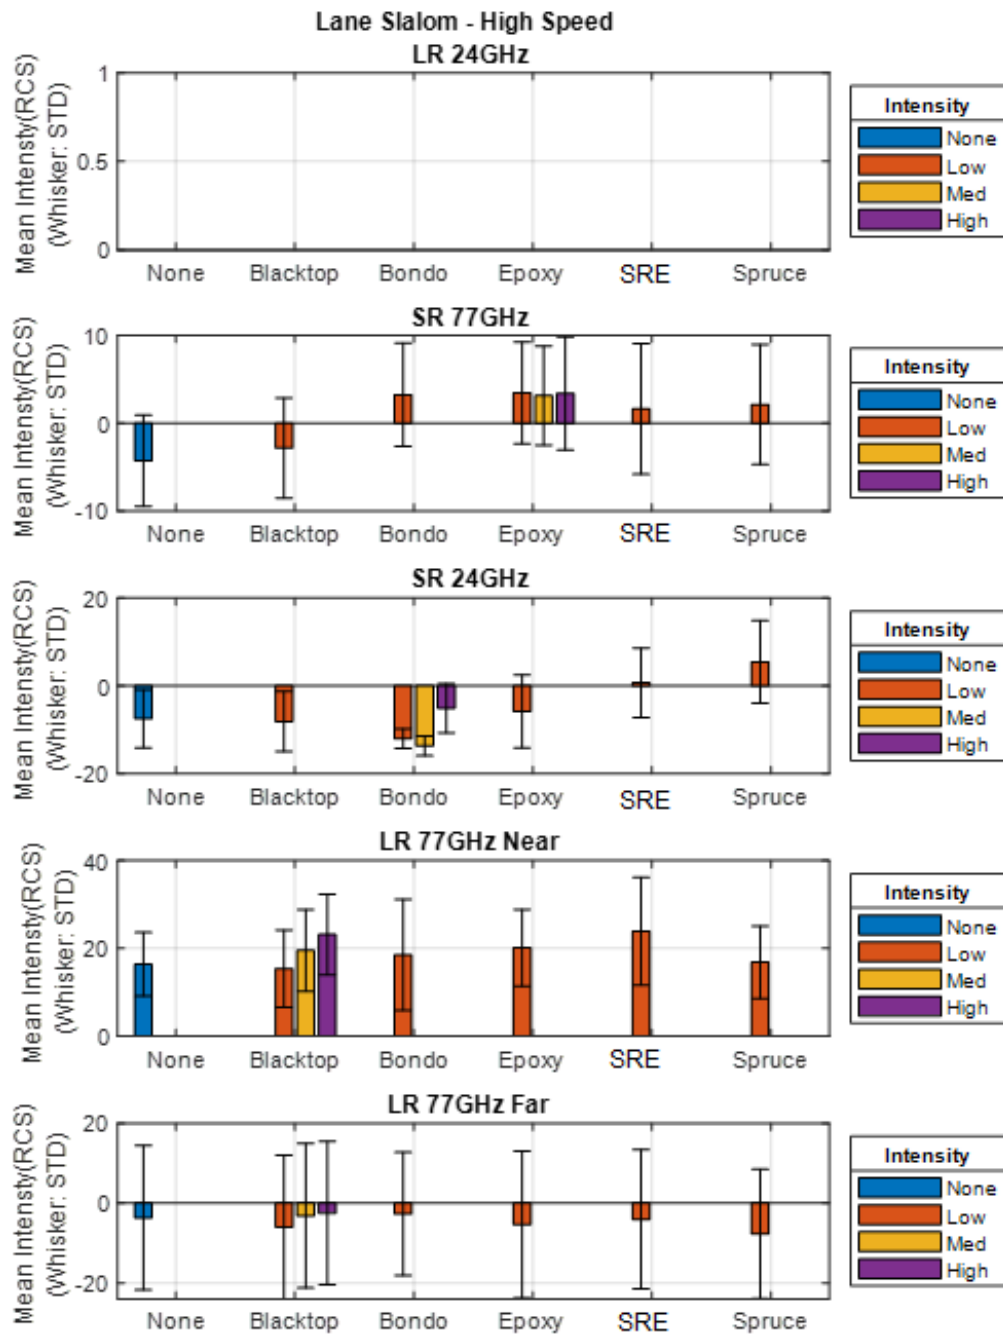 Lane Slalom - High Speed
LR 24GHz
Mean Intensty(RCS)
(Whisker: STD)
1
0.5
0
None Blacktop Bondo Epoxy SRE Spruce
Intensity
None
Low
Med
High
SR 77GHz
Mean Intensty(RCS)
(Whisker: STD)
10
0
-10
None Blacktop Bondo Epoxy SRE Spruce
Intensity
None
Low
Med
High
SR 24GHz
Mean Intensty(RCS)
(Whisker: STD)
20
0
-20
None Blacktop Bondo Epoxy SRE Spruce
Intensity
None
Low
Med
High
LR 77GHz Near
Mean Intensty(RCS)
(Whisker: STD)
40
20
0
None Blacktop Bondo Epoxy SRE Spruce
Intensity
None
Low
Med
High
LR 77GHz Far
Mean Intensty(RCS)
(Whisker: STD)
20
0
-20
None Blacktop Bondo Epoxy SRE Spruce
Intensity
None
Low
Med
High